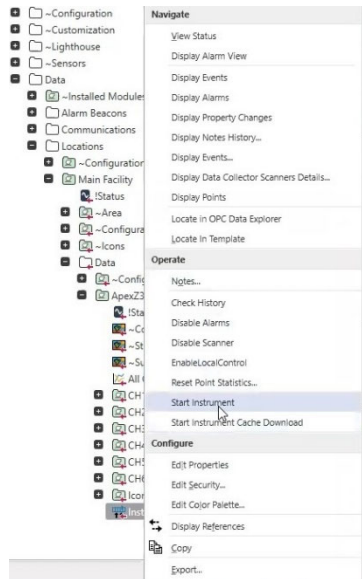 ~Configuration
~Customization
~Lighthouse
~Sensors
Data
~Installed Modules
Alarm Beacons
Communications
Locations
~Configuration
Main Facility
!Status
~Area
~Configura
~Icons
Data
~Config
ApexZ3
!Sta
~Co
~St
~Su
All
CH
CH2
CH3
CH4
CH5
CH6
Icor
Inst
Navigate
View Status
Display Alarm View
Display Events
Display Alarms
Display Property Changes
Display Notes History...
Display Events...
Display Data Collector Scanners Details...
Display Points
Locate in OPC Data Explorer
Locate In Template
Operate
Notes...
Check History
Disable Alarms
Disable Scanner
EnableLocalControl
Reset Point Statistics...
Start Instrument
Start Instrument Cache Download
Configure
Edit Properties
Edit Security...
Edit Color Palette...
Display References
Copy
Export...